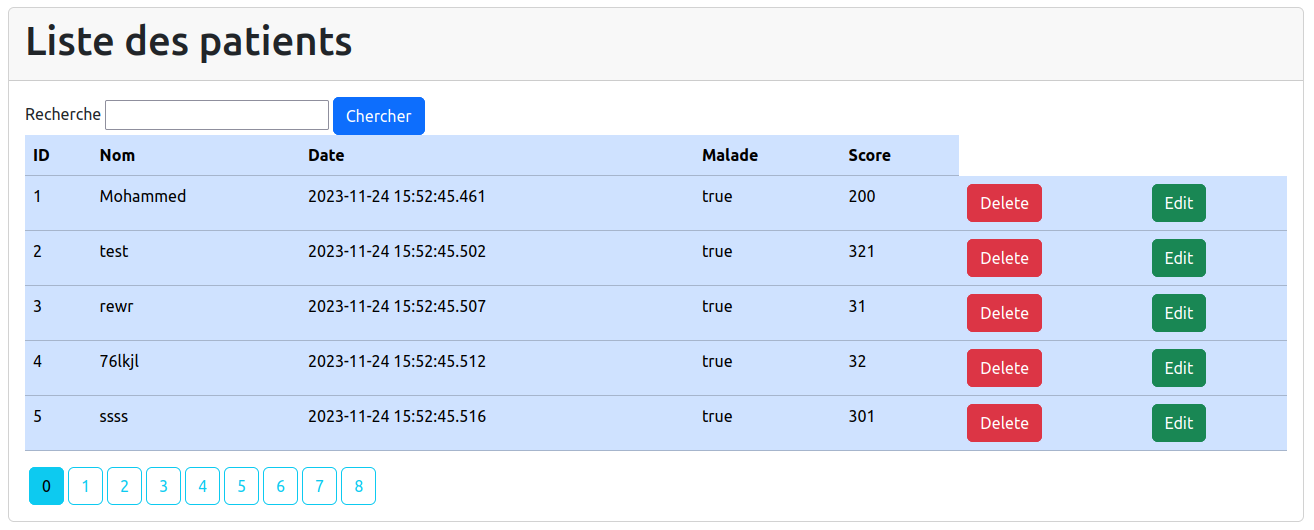 Liste des patients
Recherche Chercher
ID Nom Date Malade Score
1 Mohammed 2023-11-24 15:52:45.461 true 200 Delete Edit
2 test 2023-11-24 15:52:45.502 true 321 Delete Edit
3 rewr 2023-11-24 15:52:45.507 true 31 Delete Edit
4 76lkjl 2023-11-24 15:52:45.512 true 32 Delete Edit
5 ssss 2023-11-24 15:52:45.516 true 301 Delete Edit
0 1 2 3 4 5 6 7 8